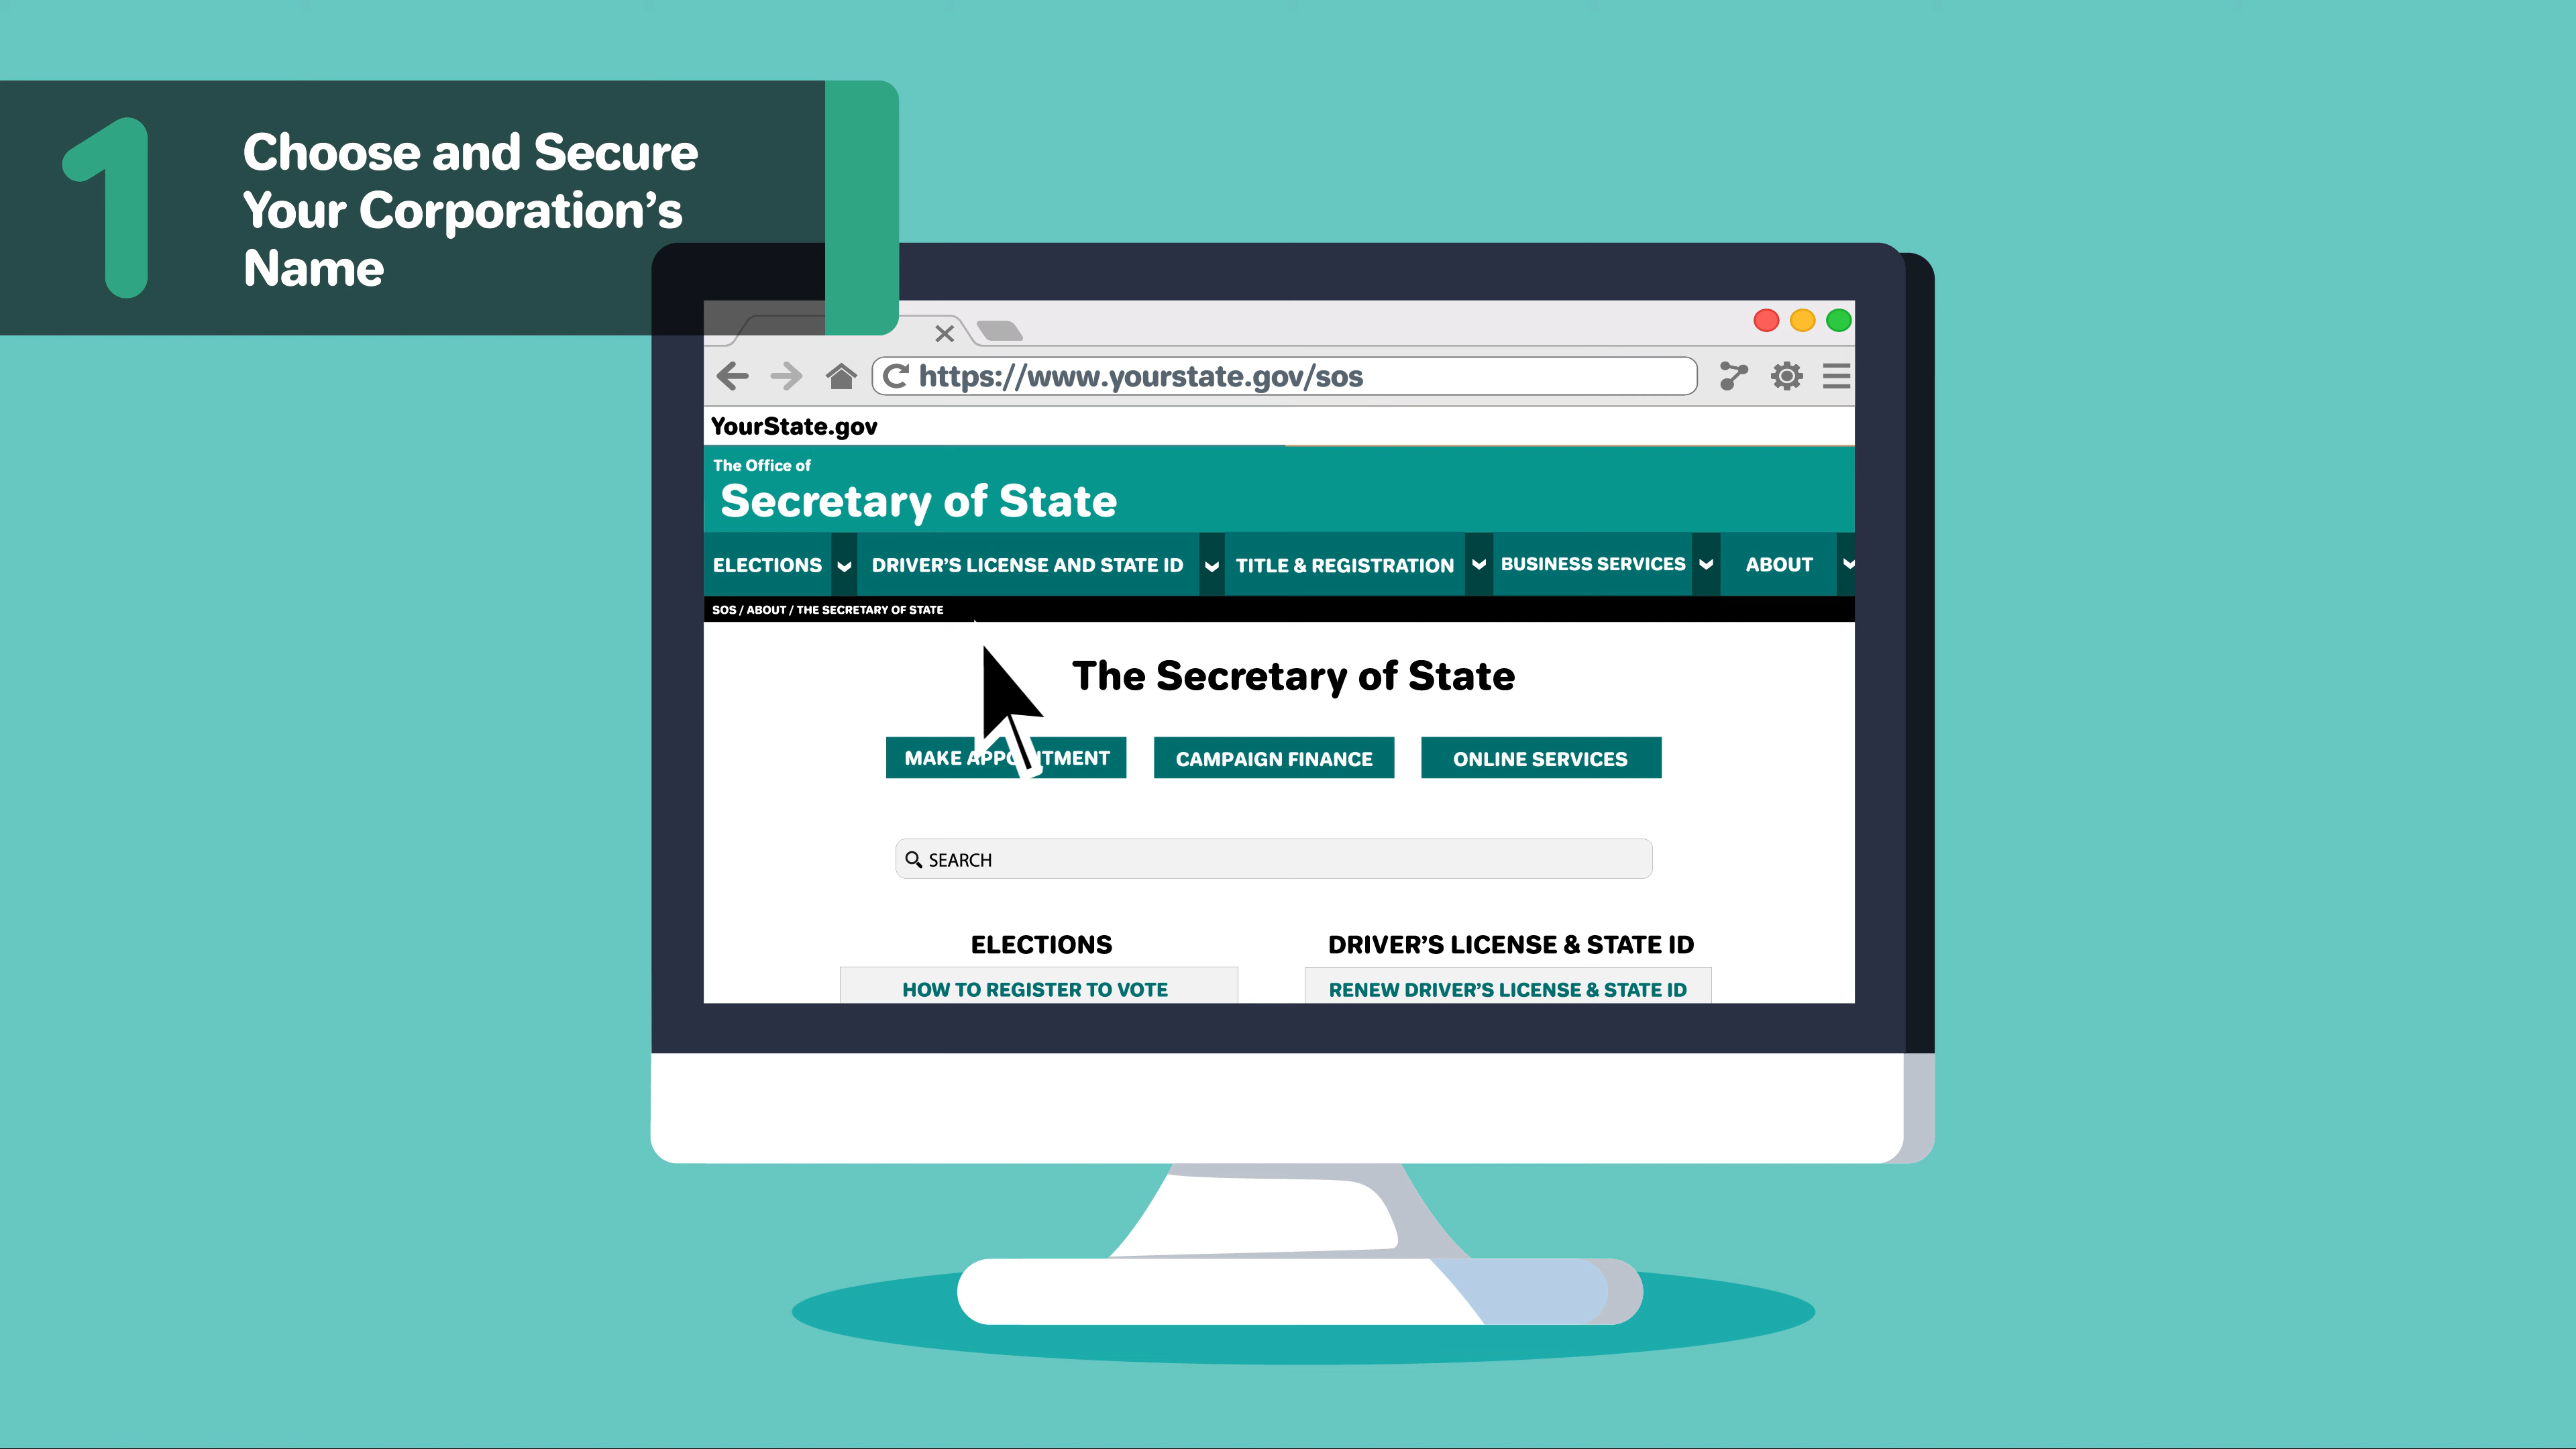 1
Choose and Secure
Your Corporation’s
Name
https://www.yourstate.gov/sos
YourState.gov
The Office of
Secretary of State
ELECTIONS
DRIVER’S LICENSE AND STATE ID
TITLE & REGISTRATION
BUSINESS SERVICES
ABOUT
SOS / ABOUT / THE SECRETARY OF STATE
The Secretary of State
MAKE APPOINTMENT
CAMPAIGN FINANCE
ONLINE SERVICES
SEARCH
ELECTIONS
DRIVER’S LICENSE & STATE ID
HOW TO REGISTER TO VOTE
RENEW DRIVER’S LICENSE & STATE ID